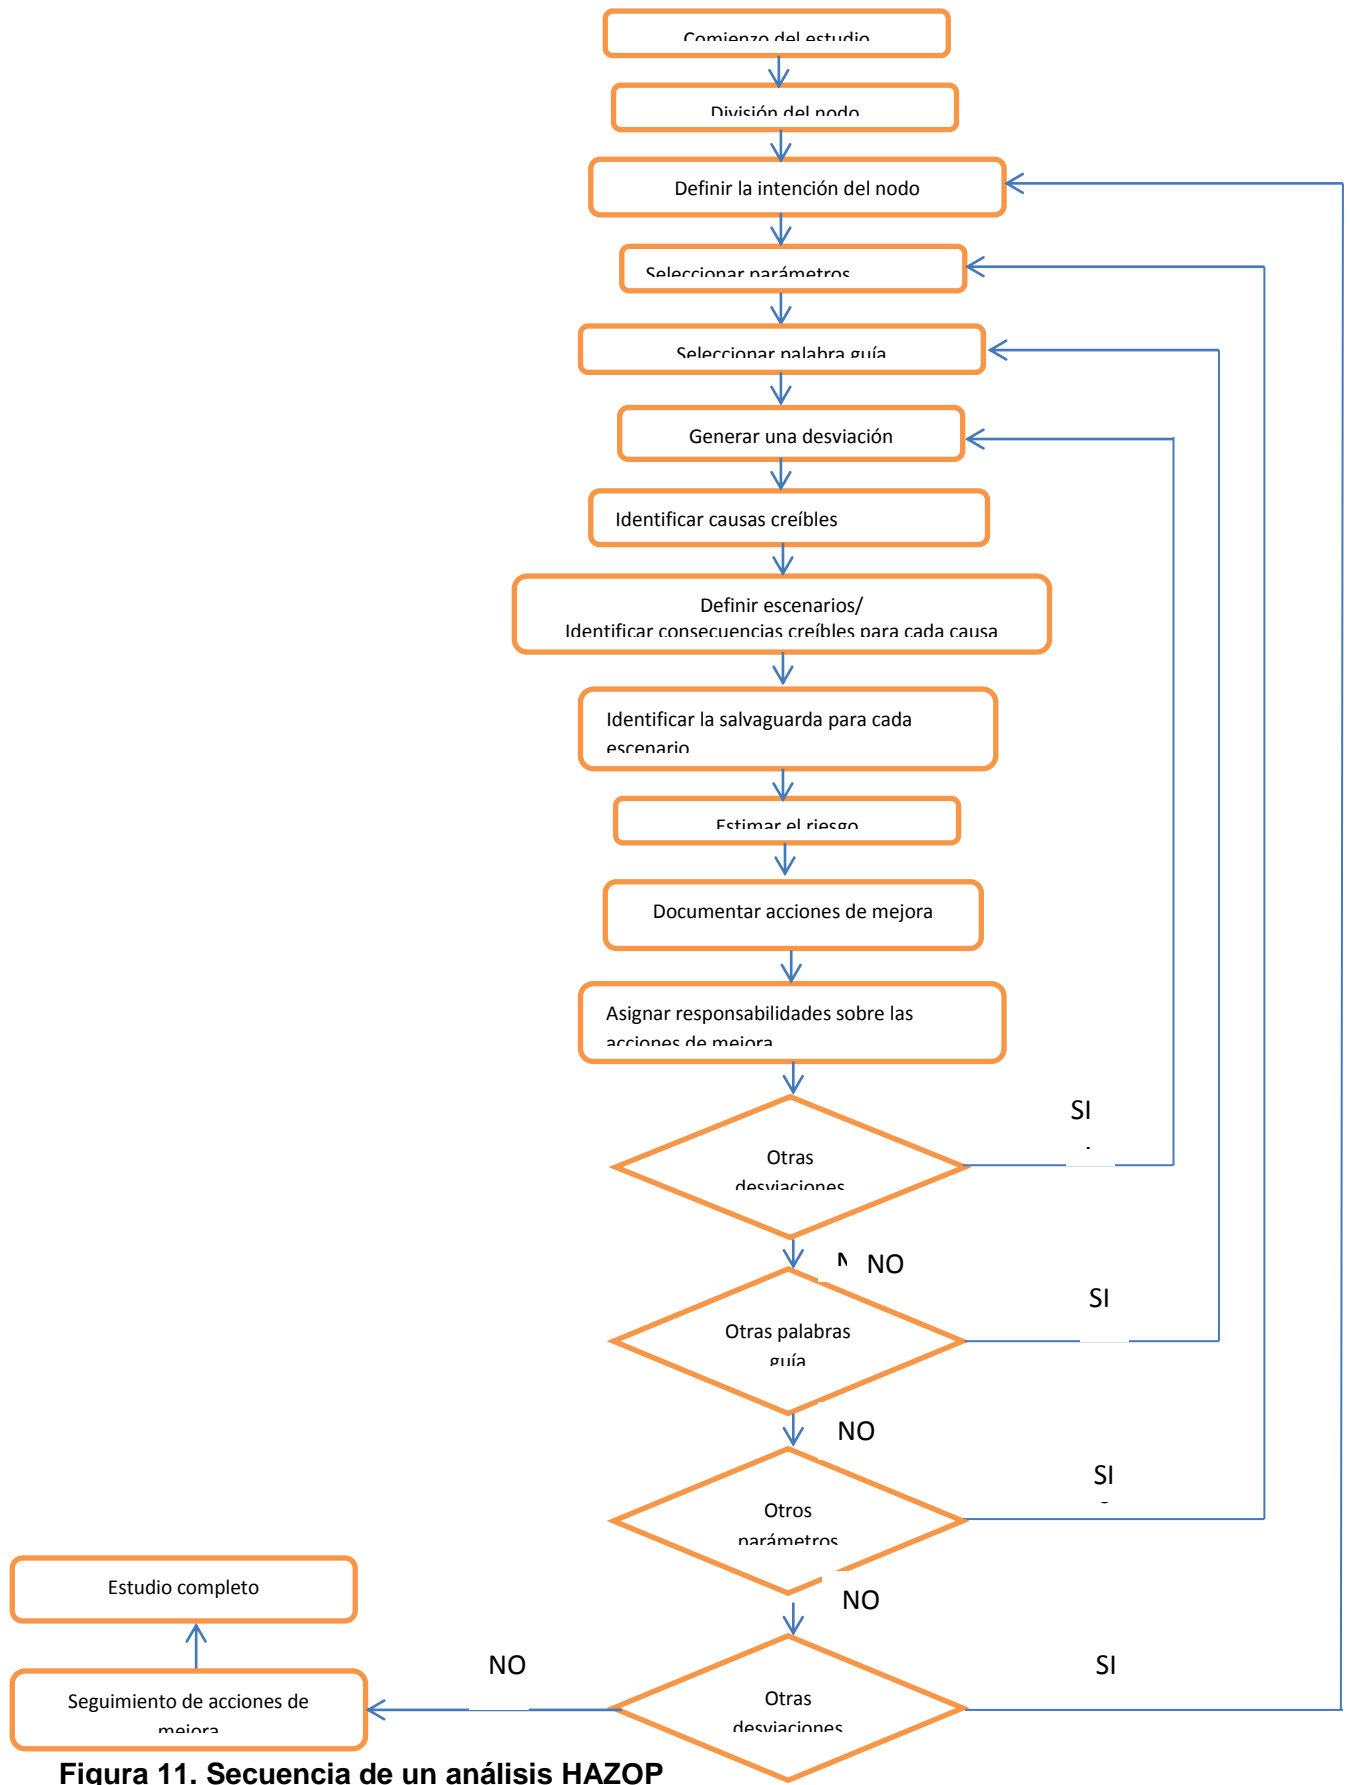 Comienzo del estudio
División del nodo
Definir la intención del nodo
Seleccionar parámetros
Seleccionar palabra guía
Generar una desviación
Identificar causas creíbles
Definir escenarios/
Identificar consecuencias creíbles para cada causa
Identificar la salvaguarda para cada
escenario
Estimar el riesgo
Documentar acciones de mejora
Asignar responsabilidades sobre las
acciones de mejora
SI
Otras
desviaciones
NO
SI
Otras palabras
guía
NO
SI
Otros
parámetros
NO
Estudio completo
NO
SI
Seguimiento de acciones de
mejora
Otras
desviaciones
Figura 11. Secuencia de un análisis HAZOP